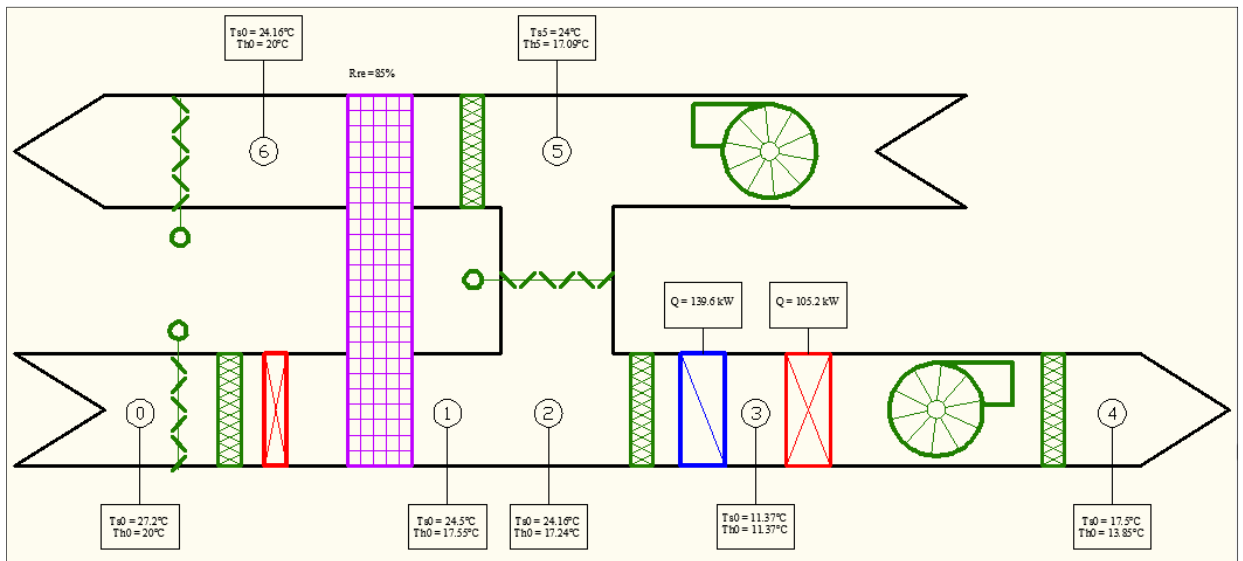 Ts0 = 24.16°C
Th0 = 20°C
Ts5 = 24°C
Th5 = 17.09°C
Rre = 85%
6
5
Q = 139.6 kW
Q = 105.2 kW
0
1
2
3
4
Ts0 = 27.2°C
Th0 = 20°C
Ts0 = 24.5°C
Th0 = 17.55°C
Ts0 = 24.16°C
Th0 = 17.24°C
Ts0 = 11.37°C
Th0 = 11.37°C
Ts0 = 17.5°C
Th0 = 13.85°C